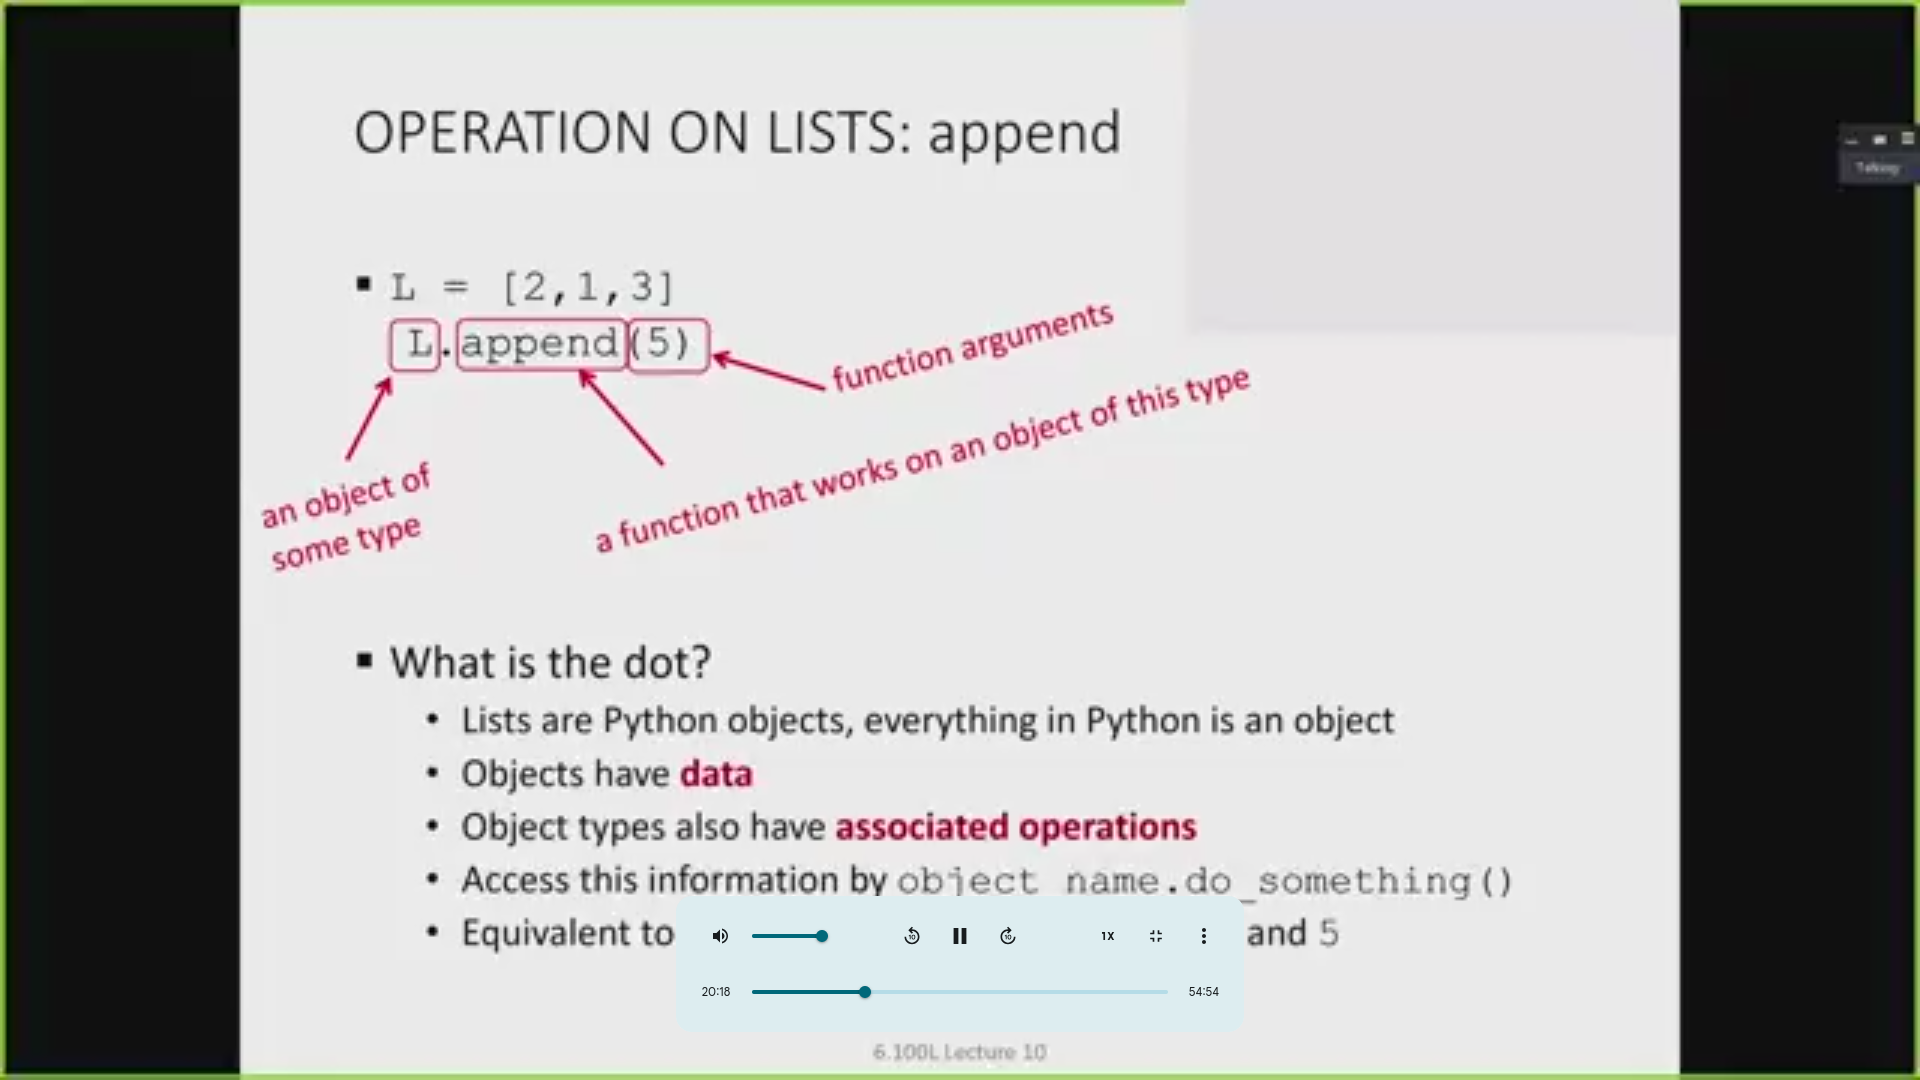 OPERATION ON LISTS: append
Talking
▪ L = [2,1,3]
L.append(5)
function arguments
a function that works on an object of this type
an object of
some type
▪ What is the dot?
• Lists are Python objects, everything in Python is an object
• Objects have data
• Object types also have associated operations
• Access this information by object_name.do_something()
• Equivalent to and 5
10 10 1X
20:18 54:54
6.100L Lecture 10